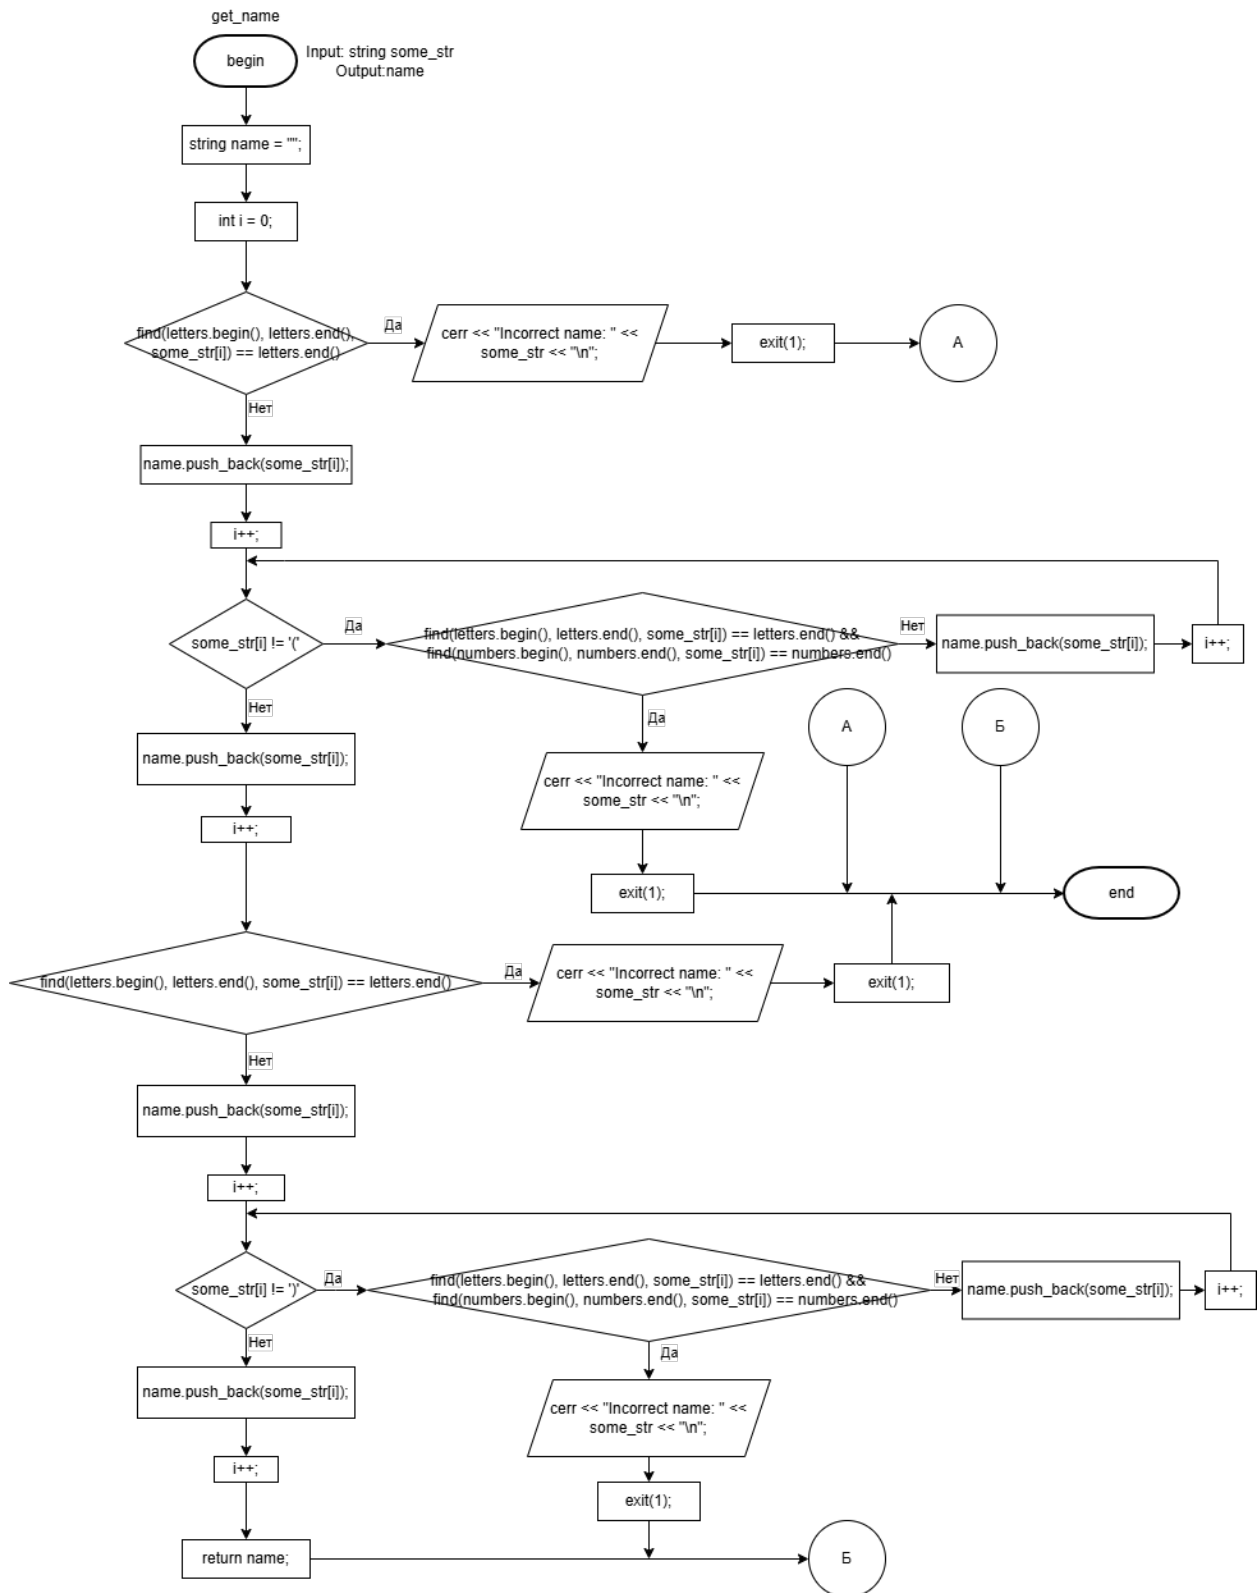 get_name
begin
Input: string some_str
Output:name
string name = "";
int i = 0;
find(letters.begin(), letters.end(),
some_str[i]) == letters.end()
Да
cerr << "Incorrect name: " <<
some_str << "\n";
exit(1);
А
Нет
name.push_back(some_str[i]);
i++;
some_str[i] != '('
Да
find(letters.begin(), letters.end(), some_str[i]) == letters.end() &&
find(numbers.begin(), numbers.end(), some_str[i]) == numbers.end()
Нет
name.push_back(some_str[i]);
i++;
Нет
Да
А
Б
name.push_back(some_str[i]);
cerr << "Incorrect name: " <<
some_str << "\n";
i++;
exit(1);
end
find(letters.begin(), letters.end(), some_str[i]) == letters.end()
Да
cerr << "Incorrect name: " <<
some_str << "\n";
exit(1);
Нет
name.push_back(some_str[i]);
i++;
some_str[i] != ')'
Да
find(letters.begin(), letters.end(), some_str[i]) == letters.end() &&
find(numbers.begin(), numbers.end(), some_str[i]) == numbers.end()
Нет
name.push_back(some_str[i]);
i++;
Нет
Да
name.push_back(some_str[i]);
cerr << "Incorrect name: " <<
some_str << "\n";
i++;
exit(1);
return name;
Б